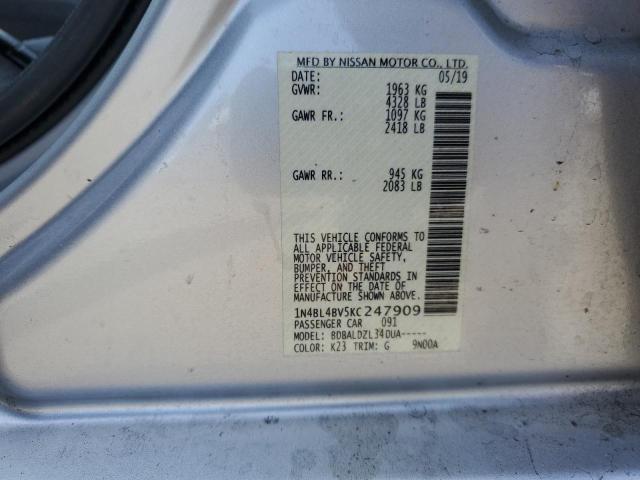 MFD BY NISSAN MOTOR CO., LTD.
DATE: 05/19
GVWR: 1963 KG
4328 LB
GAWR FR.: 1097 KG
2418 LB
GAWR RR.: 945 KG
2083 LB
THIS VEHICLE CONFORMS TO
ALL APPLICABLE FEDERAL
MOTOR VEHICLE SAFETY,
BUMPER, AND THEFT
PREVENTION STANDARDS IN
EFFECT ON THE DATE OF
MANUFACTURE SHOWN ABOVE.
1N4BL4BV5KC247909
PASSENGER CAR 091
MODEL: BDBALDZL34DUA-----
COLOR: K23 TRIM: G 9N00A